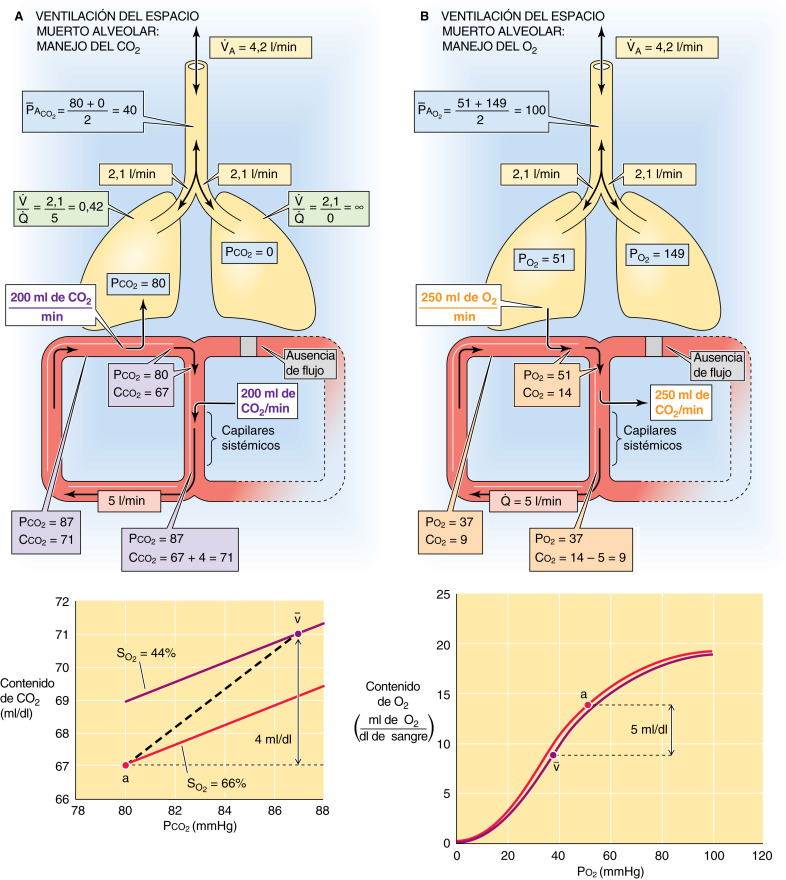 A VENTILACIÓN DEL ESPACIO
MUERTO ALVEOLAR:
MANEJO DEL CO₂
V̇A = 4,2 l/min
P̅ACO₂ = 80 + 0 / 2 = 40
2,1 l/min
2,1 l/min
V̇/Q̇ = 2,1/5 = 0,42
V̇/Q̇ = 2,1/0 = ∞
PCO₂ = 0
PCO₂ = 80
200 ml de CO₂
min
Ausencia
de flujo
PCO₂ = 80
CCO₂ = 67
200 ml de
CO₂/min
Capilares
sistémicos
5 l/min
PCO₂ = 87
CCO₂ = 71
PCO₂ = 87
CCO₂ = 67 + 4 = 71
B VENTILACIÓN DEL ESPACIO
MUERTO ALVEOLAR:
MANEJO DEL O₂
V̇A = 4,2 l/min
P̅AO₂ = 51 + 149 / 2 = 100
2,1 l/min
2,1 l/min
PO₂ = 51
PO₂ = 149
250 ml de O₂
min
Ausencia
de flujo
PO₂ = 51
CO₂ = 14
250 ml de
CO₂/min
Capilares
sistémicos
Q̇ = 5 l/min
PO₂ = 37
CO₂ = 9
PO₂ = 37
CO₂ = 14 – 5 = 9
72
71
70
69
68
67
66
Contenido
de CO₂
(ml/dl)
SO₂ = 44%
v̅
4 ml/dl
a
SO₂ = 66%
78 80 82 84 86 88
PCO₂ (mmHg)
25
20
15
10
5
0
Contenido
de O₂
(ml de O₂
dl de sangre)
a
5 ml/dl
v̅
0 20 40 60 80 100 120
PO₂ (mmHg)